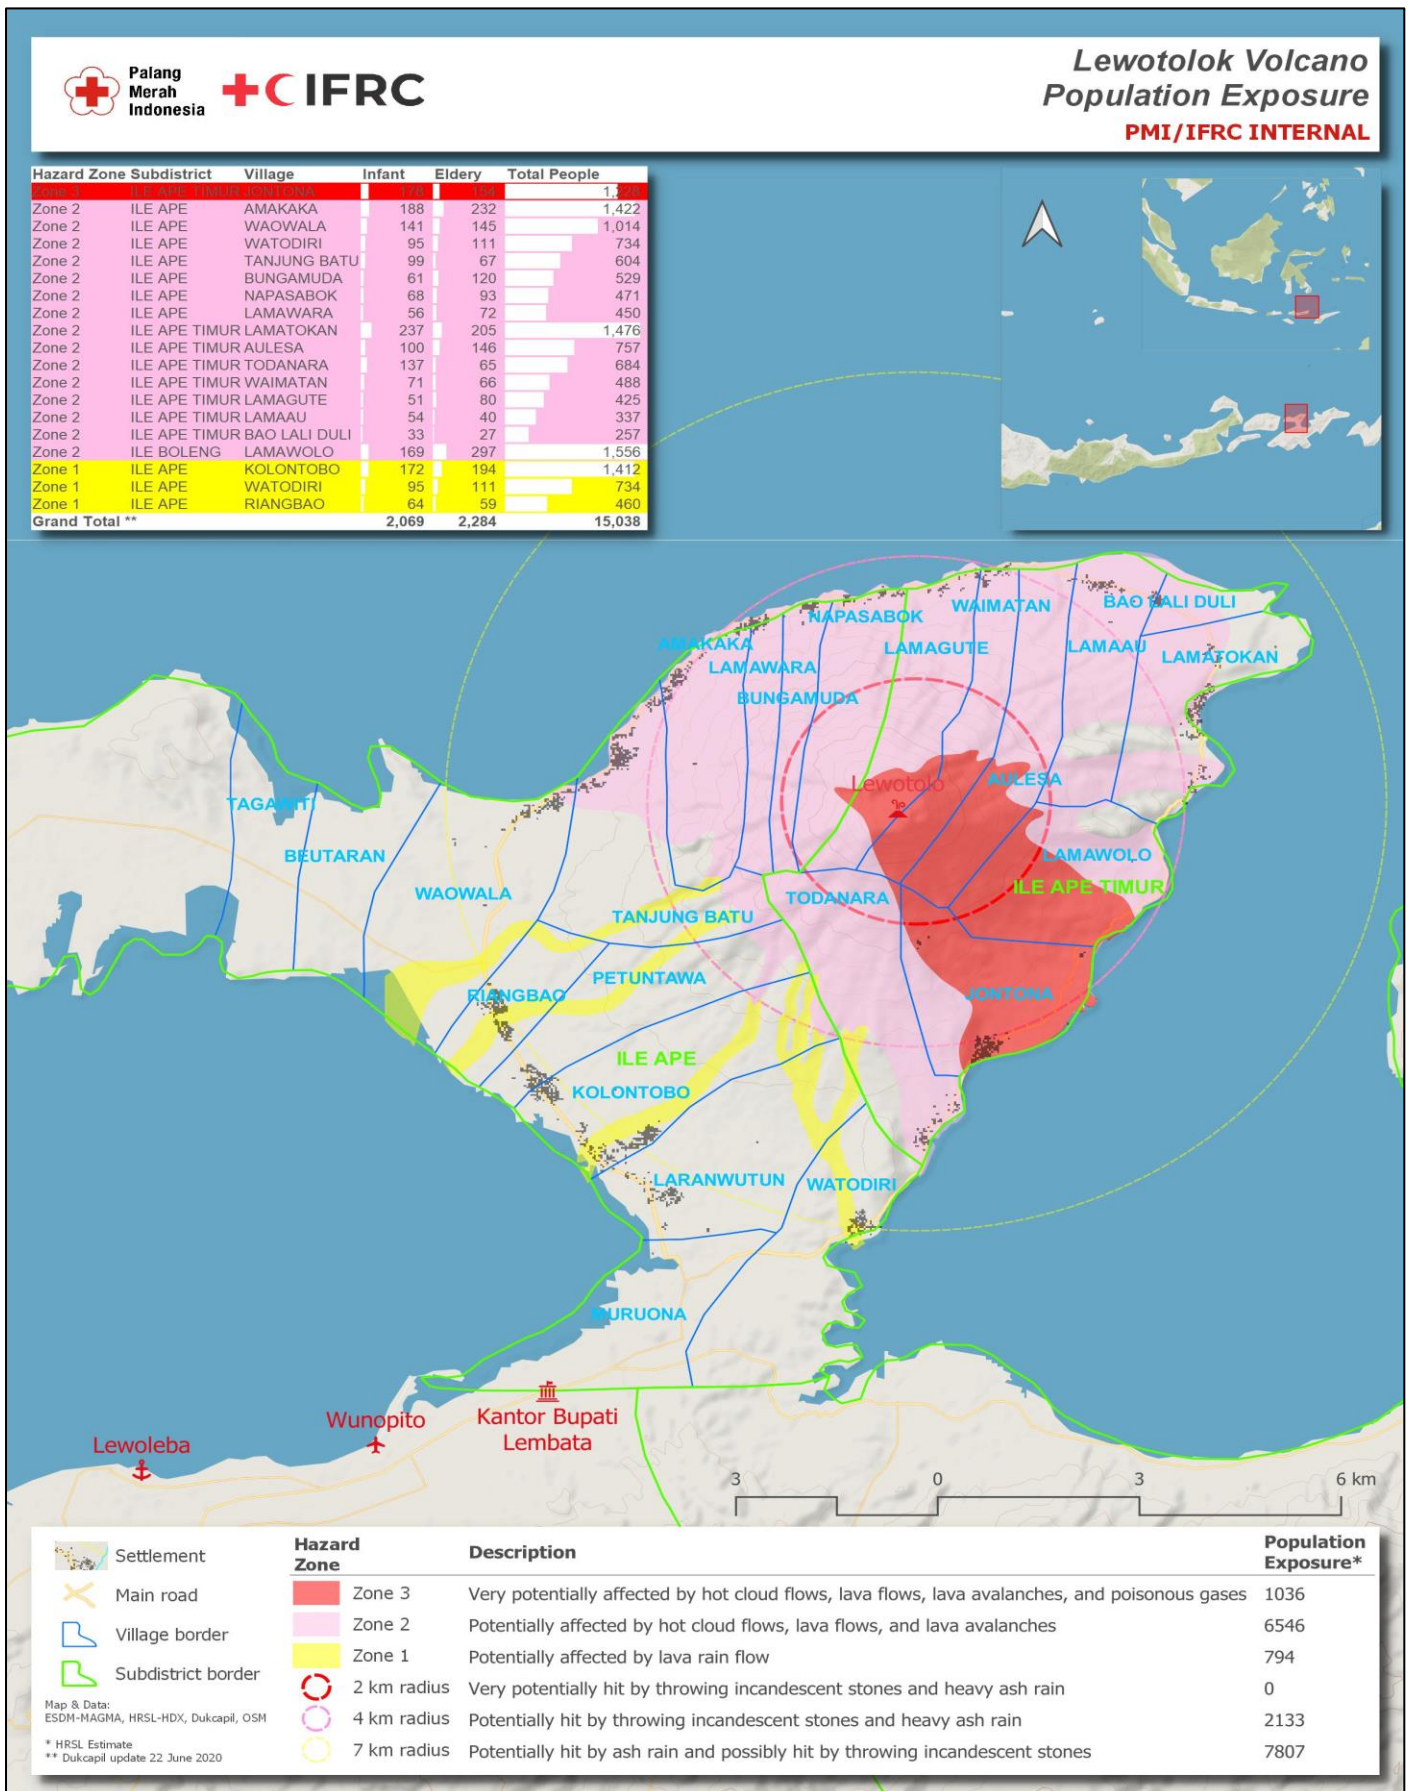 Palang
Merah
Indonesia
IFRC
Lewotolok Volcano
Population Exposure
PMI/IFRC INTERNAL
Hazard Zone Subdistrict Village Infant Eldery Total People
Zone 3 ILE APE TIMUR JONTONA 178 154 1,228
Zone 2 ILE APE AMAKAKA 188 232 1,422
Zone 2 ILE APE WAOWALA 141 145 1,014
Zone 2 ILE APE WATODIRI 95 111 734
Zone 2 ILE APE TANJUNG BATU 99 67 604
Zone 2 ILE APE BUNGAMUDA 61 120 529
Zone 2 ILE APE NAPASABOK 68 93 471
Zone 2 ILE APE LAMAWARA 56 72 450
Zone 2 ILE APE TIMUR LAMATOKAN 237 205 1,476
Zone 2 ILE APE TIMUR AULESA 100 146 757
Zone 2 ILE APE TIMUR TODANARA 137 65 684
Zone 2 ILE APE TIMUR WAIMATAN 71 66 488
Zone 2 ILE APE TIMUR LAMAGUTE 51 80 425
Zone 2 ILE APE TIMUR LAMAAU 54 40 337
Zone 2 ILE APE TIMUR BAO LALI DULI 33 27 257
Zone 2 ILE BOLENG LAMAWOLO 169 297 1,556
Zone 1 ILE APE KOLONTOBO 172 194 1,412
Zone 1 ILE APE WATODIRI 95 111 734
Zone 1 ILE APE RIANGBAO 64 59 460
Grand Total ** 2,069 2,284 15,038
NAPASABOK
WAIMATAN
BAO LALI DULI
AMAKAKA
LAMAWARA
LAMAGUTE
LAMAAU
LAMATOKAN
BUNGAMUDA
Lewotolo
AULESA
TAGAWITI
BEUTARAN
LAMAWOLO
ILE APE TIMUR
WAOWALA
TODANARA
TANJUNG BATU
PETUNTAWA
RIANGBAO
JONTONA
ILE APE
KOLONTOBO
LARANWUTUN
WATODIRI
MURUONA
Wunopito
Kantor Bupati
Lembata
Lewoleba
3 0 3 6 km
Settlement
Main road
Village border
Subdistrict border
Map & Data:
ESDM-MAGMA, HRSL-HDX, Dukcapil, OSM
* HRSL Estimate
** Dukcapil update 22 June 2020
Hazard
Zone
Description
Population
Exposure*
Zone 3 Very potentially affected by hot cloud flows, lava flows, lava avalanches, and poisonous gases 1036
Zone 2 Potentially affected by hot cloud flows, lava flows, and lava avalanches 6546
Zone 1 Potentially affected by lava rain flow 794
2 km radius Very potentially hit by throwing incandescent stones and heavy ash rain 0
4 km radius Potentially hit by throwing incandescent stones and heavy ash rain 2133
7 km radius Potentially hit by ash rain and possibly hit by throwing incandescent stones 7807